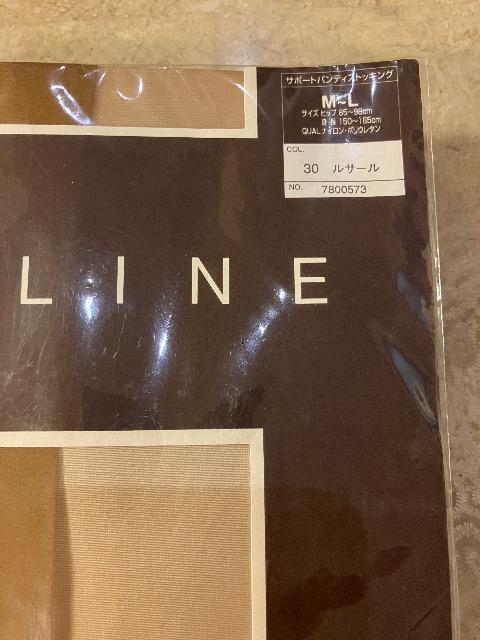 サポートパンティストッキング
M~L
サイズ ヒップ 85~98cm
身長 150~165cm
QUAL ナイロン・ポリウレタン
COL.
30 ルサール
NO. 7800573
LINE